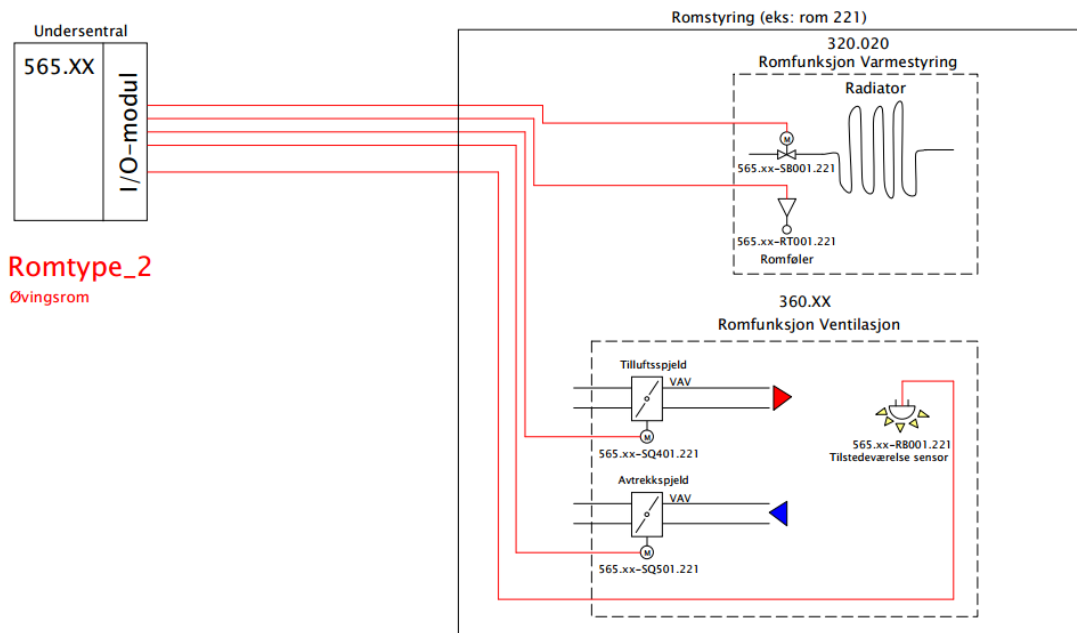 Undersentral
565.XX
I/O-modul
Romtype_2
Øvingsrom
Romstyring (eks: rom 221)
320.020
Romfunksjon Varmestyring
Radiator
M
565.xx-SB001.221
565.xx-RT001.221
Romføler
360.XX
Romfunksjon Ventilasjon
Tilluftsspjeld
VAV
M
565.xx-SQ401.221
565.xx-RB001.221
Tilstedeværelse sensor
Avtrekkspjeld
VAV
M
565.xx-SQ501.221